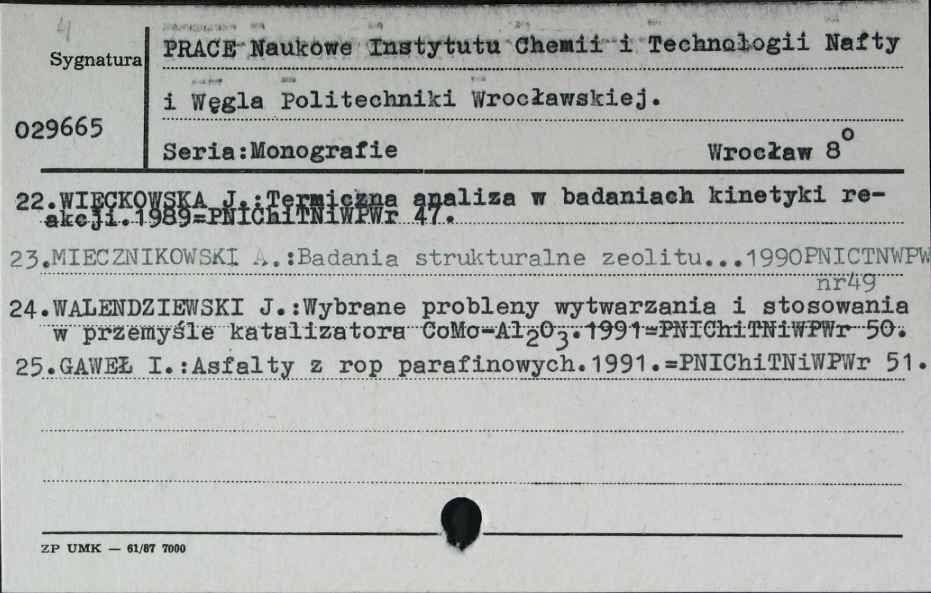 4
Sygnatura
029665
PRACE Naukowe Instytutu Chemii i Technologii Nafty
i Węgla Politechniki Wrocławskiej.
Seria:Monografie Wrocław 8º
22.WIĘCKOWSKA J.:Termiczna analiza w badaniach kinetyki re-
akcji.1989=PNIChiTNiWPWr 47.
23.MIECZNIKOWSKI A.:Badania strukturalne zeolitu...1990PNICTNWPW
nr49
24.WALENDZIEWSKI J.:Wybrane probleny wytwarzania i stosowania
w przemyśle katalizatora CoMo-Al2O3.1991=PNIChiTNiWPWr 50.
25.GAWEŁ I.:Asfalty z rop parafinowych.1991.=PNIChiTNiWPWr 51.
ZP UMK — 61/87 7000